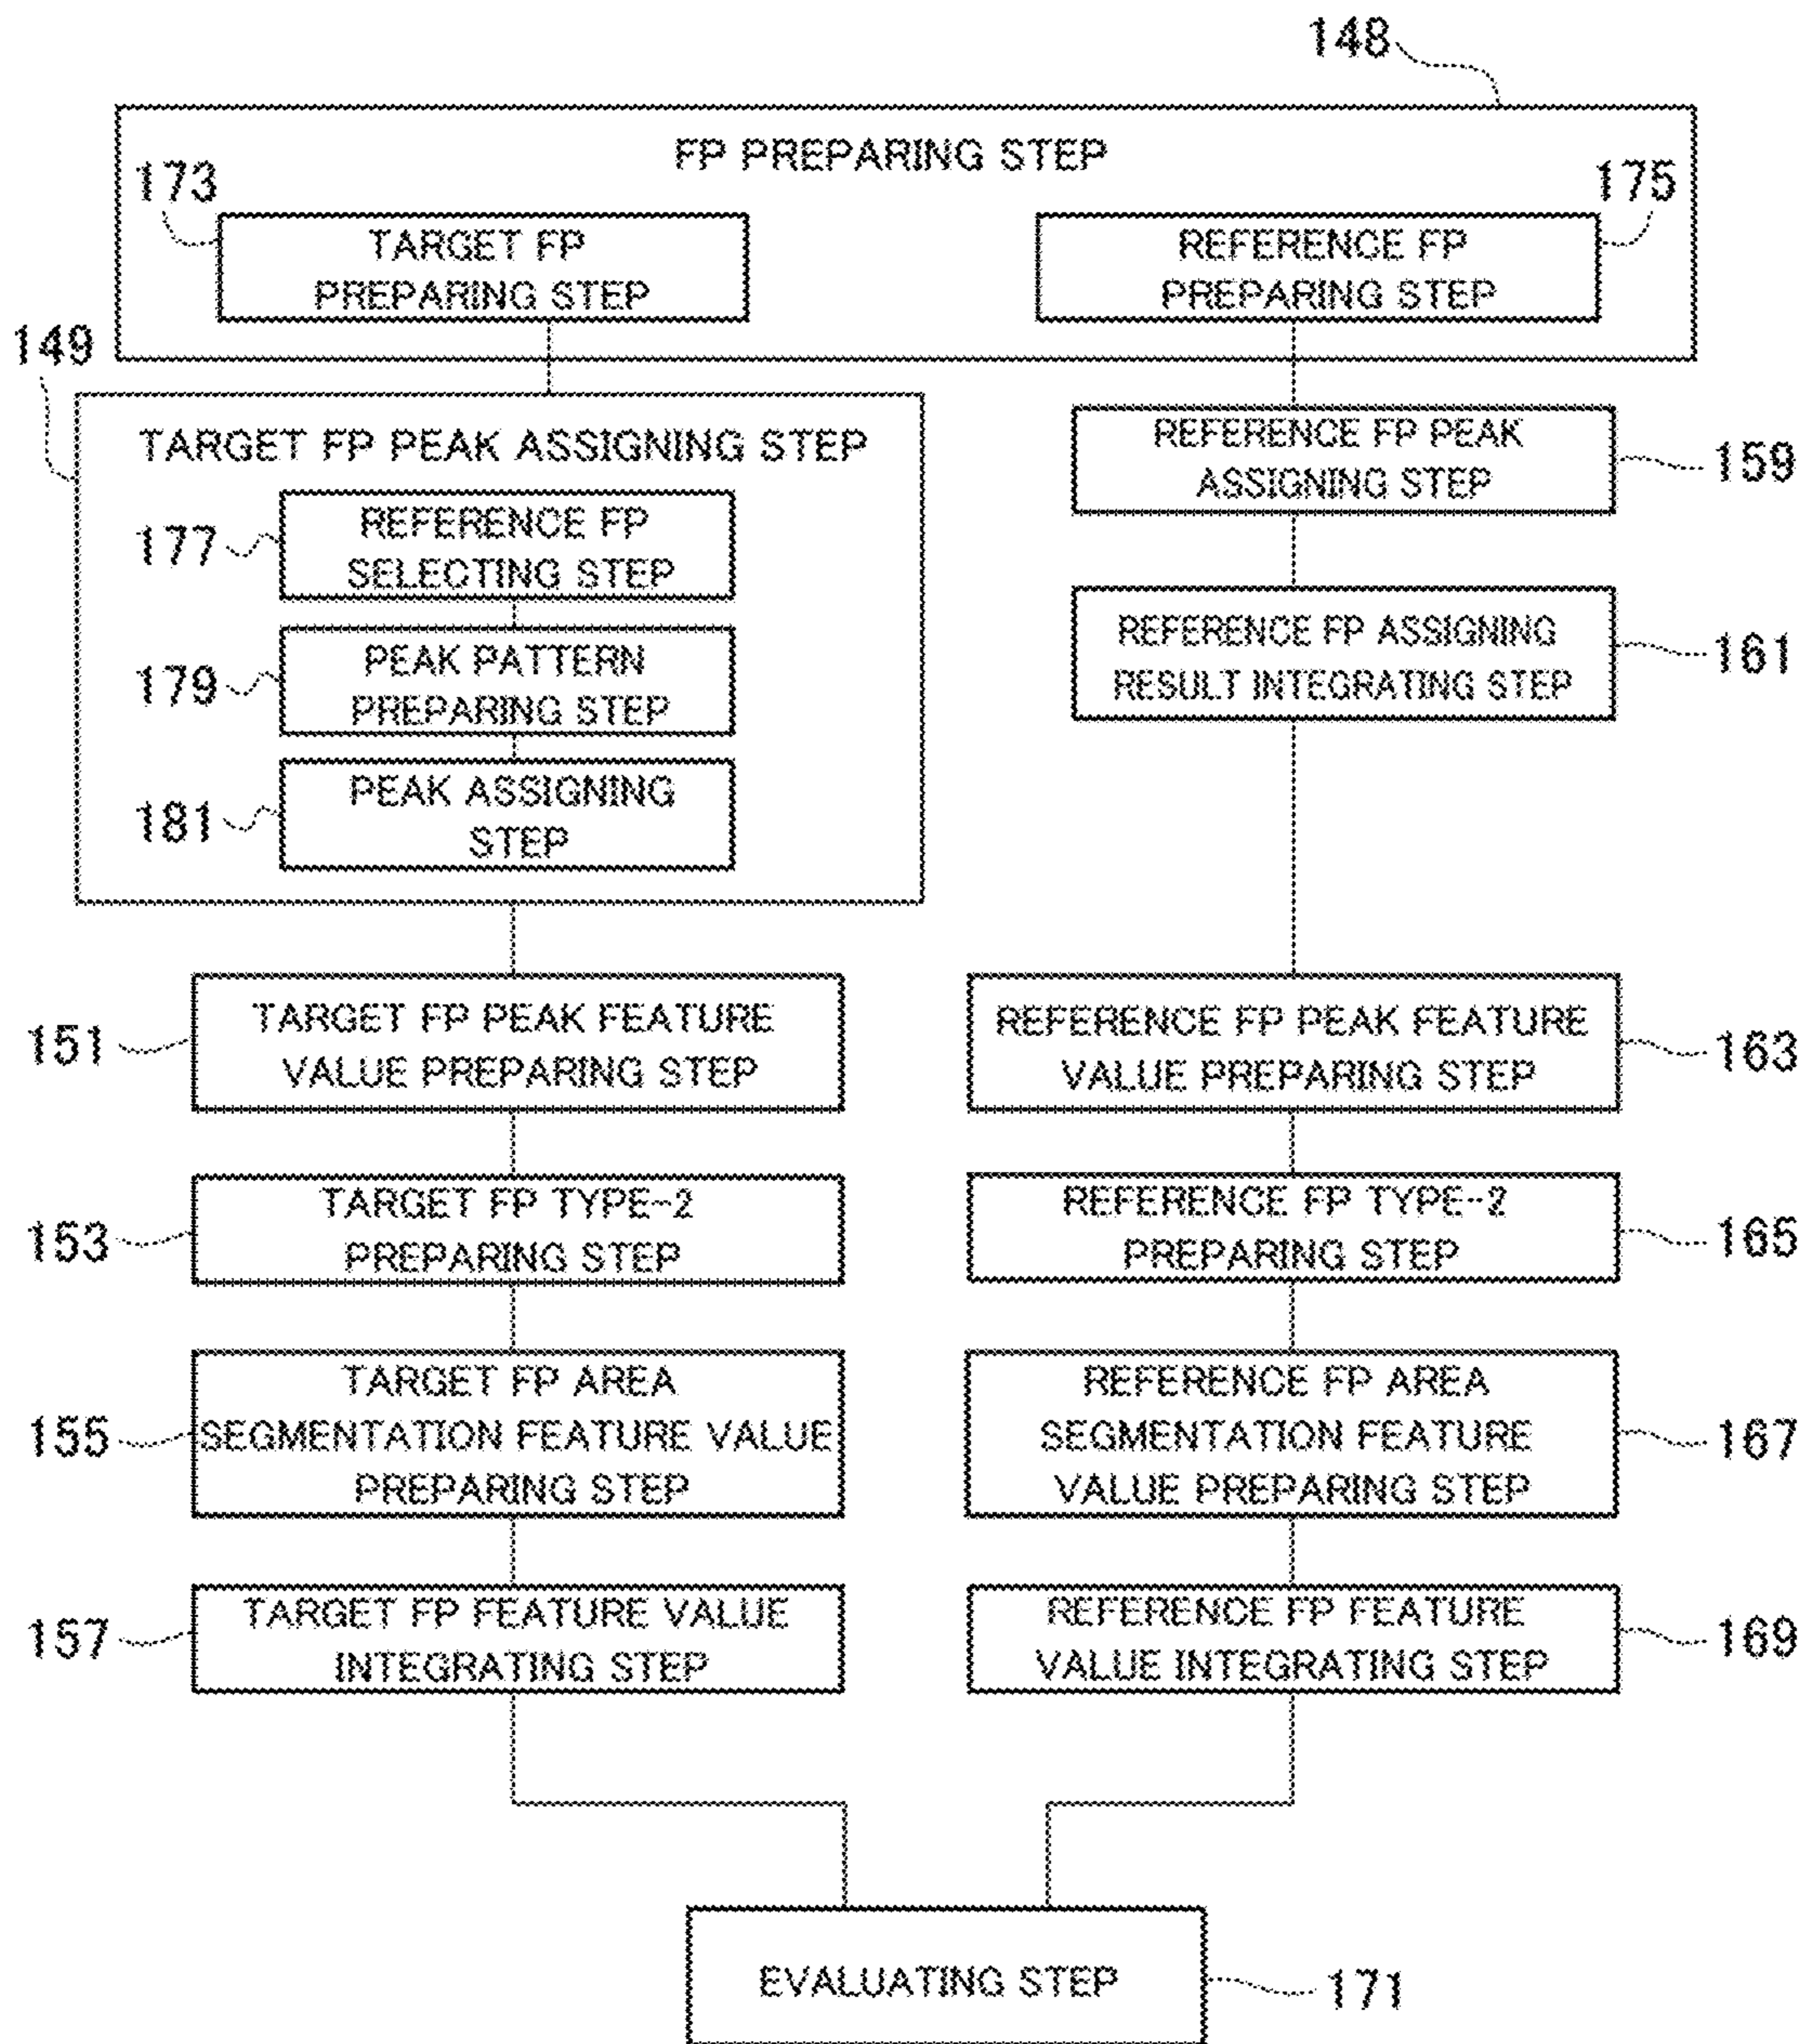 148
FP PREPARING STEP
173
175
TARGET FP
PREPARING STEP
REFERENCE FP
PREPARING STEP
149
TARGET FP PEAK ASSIGNING STEP
177
REFERENCE FP
SELECTING STEP
179
PEAK PATTERN
PREPARING STEP
181
PEAK ASSIGNING
STEP
REFERENCE FP PEAK
ASSIGNING STEP
159
REFERENCE FP ASSIGNING
RESULT INTEGRATING STEP
161
151
TARGET FP PEAK FEATURE
VALUE PREPARING STEP
REFERENCE FP PEAK FEATURE
VALUE PREPARING STEP
163
153
TARGET FP TYPE-2
PREPARING STEP
REFERENCE FP TYPE-2
PREPARING STEP
165
155
TARGET FP AREA
SEGMENTATION FEATURE VALUE
PREPARING STEP
REFERENCE FP AREA
SEGMENTATION FEATURE
VALUE PREPARING STEP
167
157
TARGET FP FEATURE VALUE
INTEGRATING STEP
REFERENCE FP FEATURE
VALUE INTEGRATING STEP
169
EVALUATING STEP
171